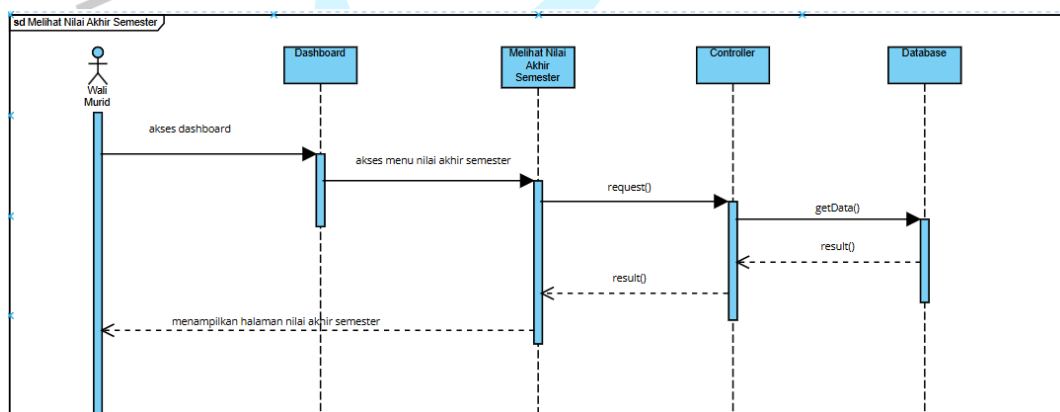 sd Melihat Nilai Akhir Semester
Dashboard
Melihat Nilai
Akhir
Semester
Controller
Database
Wali
Murid
akses dashboard
akses menu nilai akhir semester
request()
getData()
result()
result()
menampilkan halaman nilai akhir semester